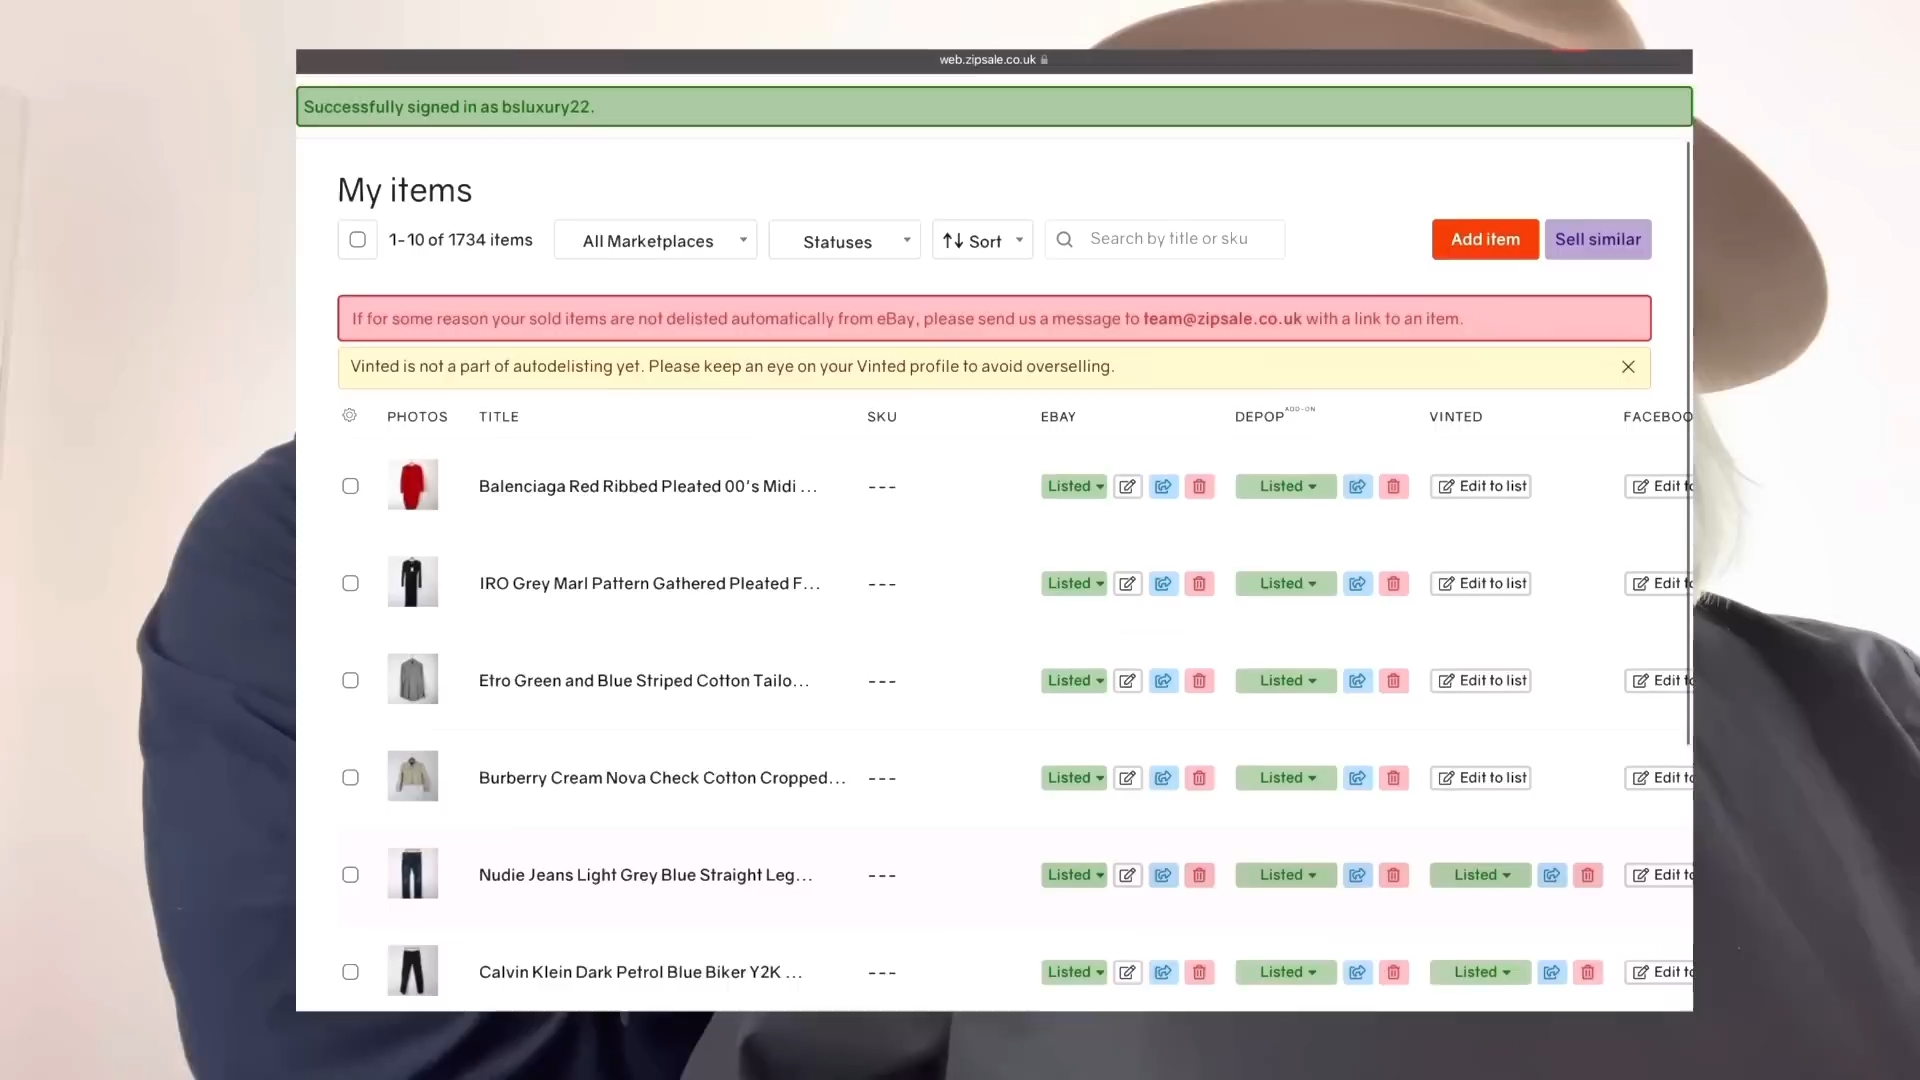 web.zipsale.co.uk
Successfully signed in as bsluxury22.
My items
1-10 of 1734 items All Marketplaces Statuses Sort Search by title or sku Add item Sell similar
If for some reason your sold items are not delisted automatically from eBay, please send us a message to team@zipsale.co.uk with a link to an item.
Vinted is not a part of autodelisting yet. Please keep an eye on your Vinted profile to avoid overselling.
PHOTOS TITLE SKU EBAY DEPOP ADD-ON VINTED FACEBOO
Balenciaga Red Ribbed Pleated 00's Midi ... --- Listed Listed Edit to list Edit to
IRO Grey Marl Pattern Gathered Pleated F... --- Listed Listed Edit to list Edit to
Etro Green and Blue Striped Cotton Tailo... --- Listed Listed Edit to list Edit to
Burberry Cream Nova Check Cotton Cropped... --- Listed Listed Edit to list Edit to
Nudie Jeans Light Grey Blue Straight Leg... --- Listed Listed Listed Edit to
Calvin Klein Dark Petrol Blue Biker Y2K ... --- Listed Listed Listed Edit to